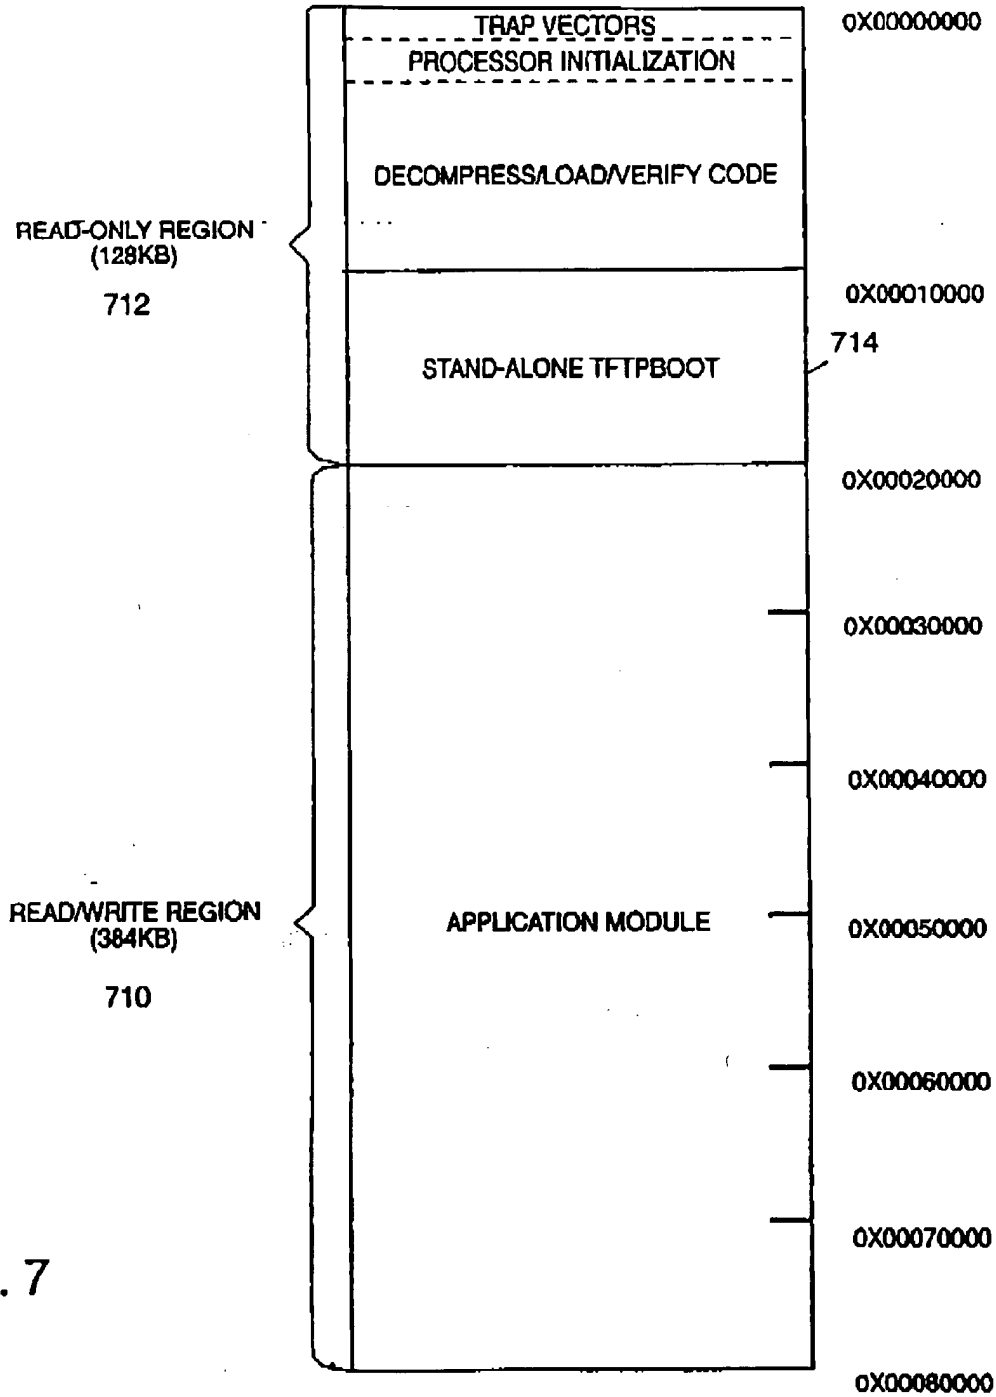 TRAP VECTORS
0X00000000
PROCESSOR INITIALIZATION
DECOMPRESS/LOAD/VERIFY CODE
READ-ONLY REGION
(128KB)
712
0X00010000
714
STAND-ALONE TFTPBOOT
0X00020000
0X00030000
0X00040000
READ/WRITE REGION
(384KB)
710
APPLICATION MODULE
0X00050000
0X00060000
0X00070000
. 7
0X00080000